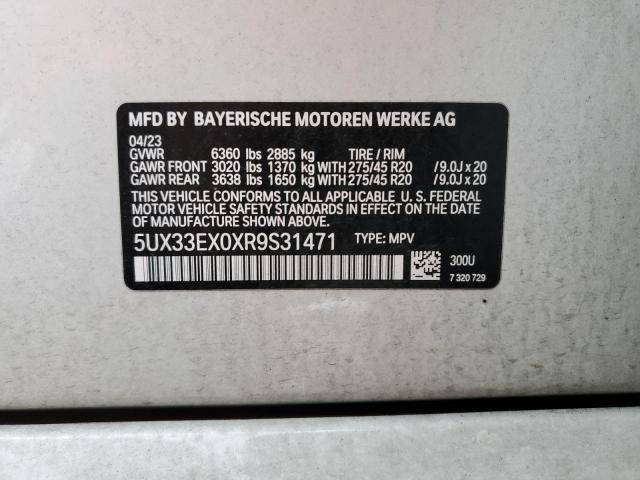 MFD BY BAYERISCHE MOTOREN WERKE AG
04/23
GVWR 6360 lbs 2885 kg TIRE / RIM
GAWR FRONT 3020 lbs 1370 kg WITH 275/45 R20 /9.0J x 20
GAWR REAR 3638 lbs 1650 kg WITH 275/45 R20 /9.0J x 20
THIS VEHICLE CONFORMS TO ALL APPLICABLE U. S. FEDERAL
MOTOR VEHICLE SAFETY STANDARDS IN EFFECT ON THE DATE
OF MANUFACTURE SHOWN ABOVE.
5UX33EX0XR9S31471 TYPE: MPV
300U
7 320 729